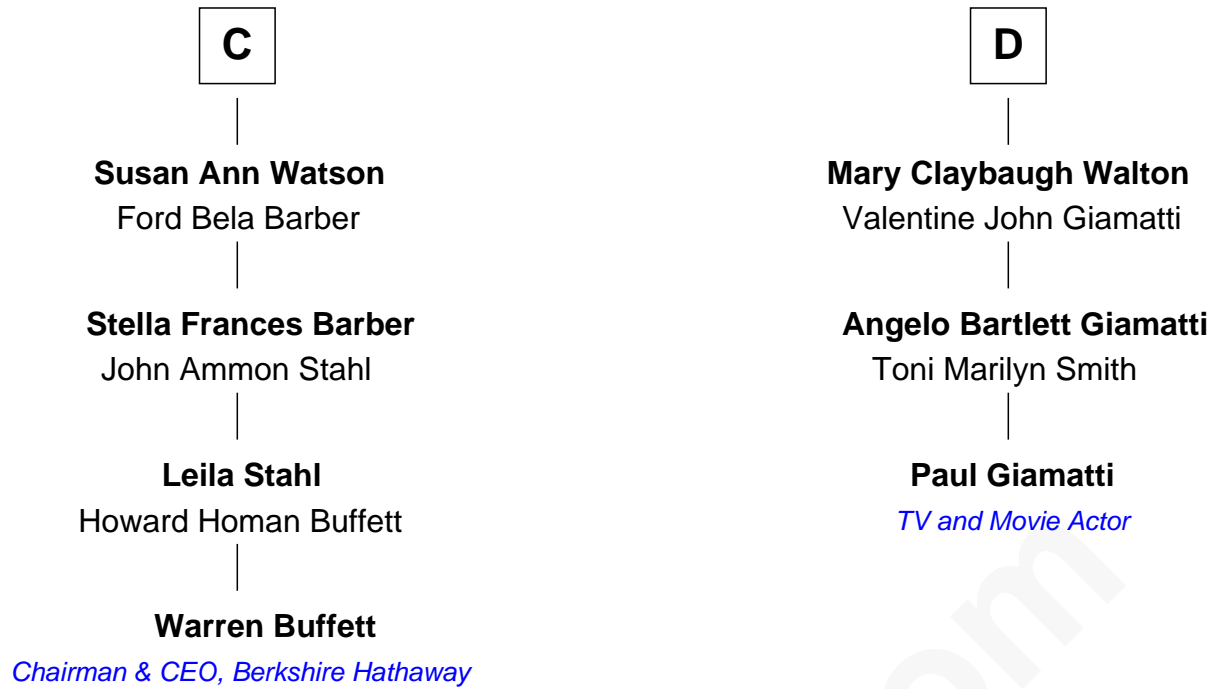 C
Susan Ann Watson
Ford Bela Barber
Stella Frances Barber
John Ammon Stahl
Leila Stahl
Howard Homan Buffett
Warren Buffett
Chairman & CEO, Berkshire Hathaway
D
Mary Claybaugh Walton
Valentine John Giamatti
Angelo Bartlett Giamatti
Toni Marilyn Smith
Paul Giamatti
TV and Movie Actor
om